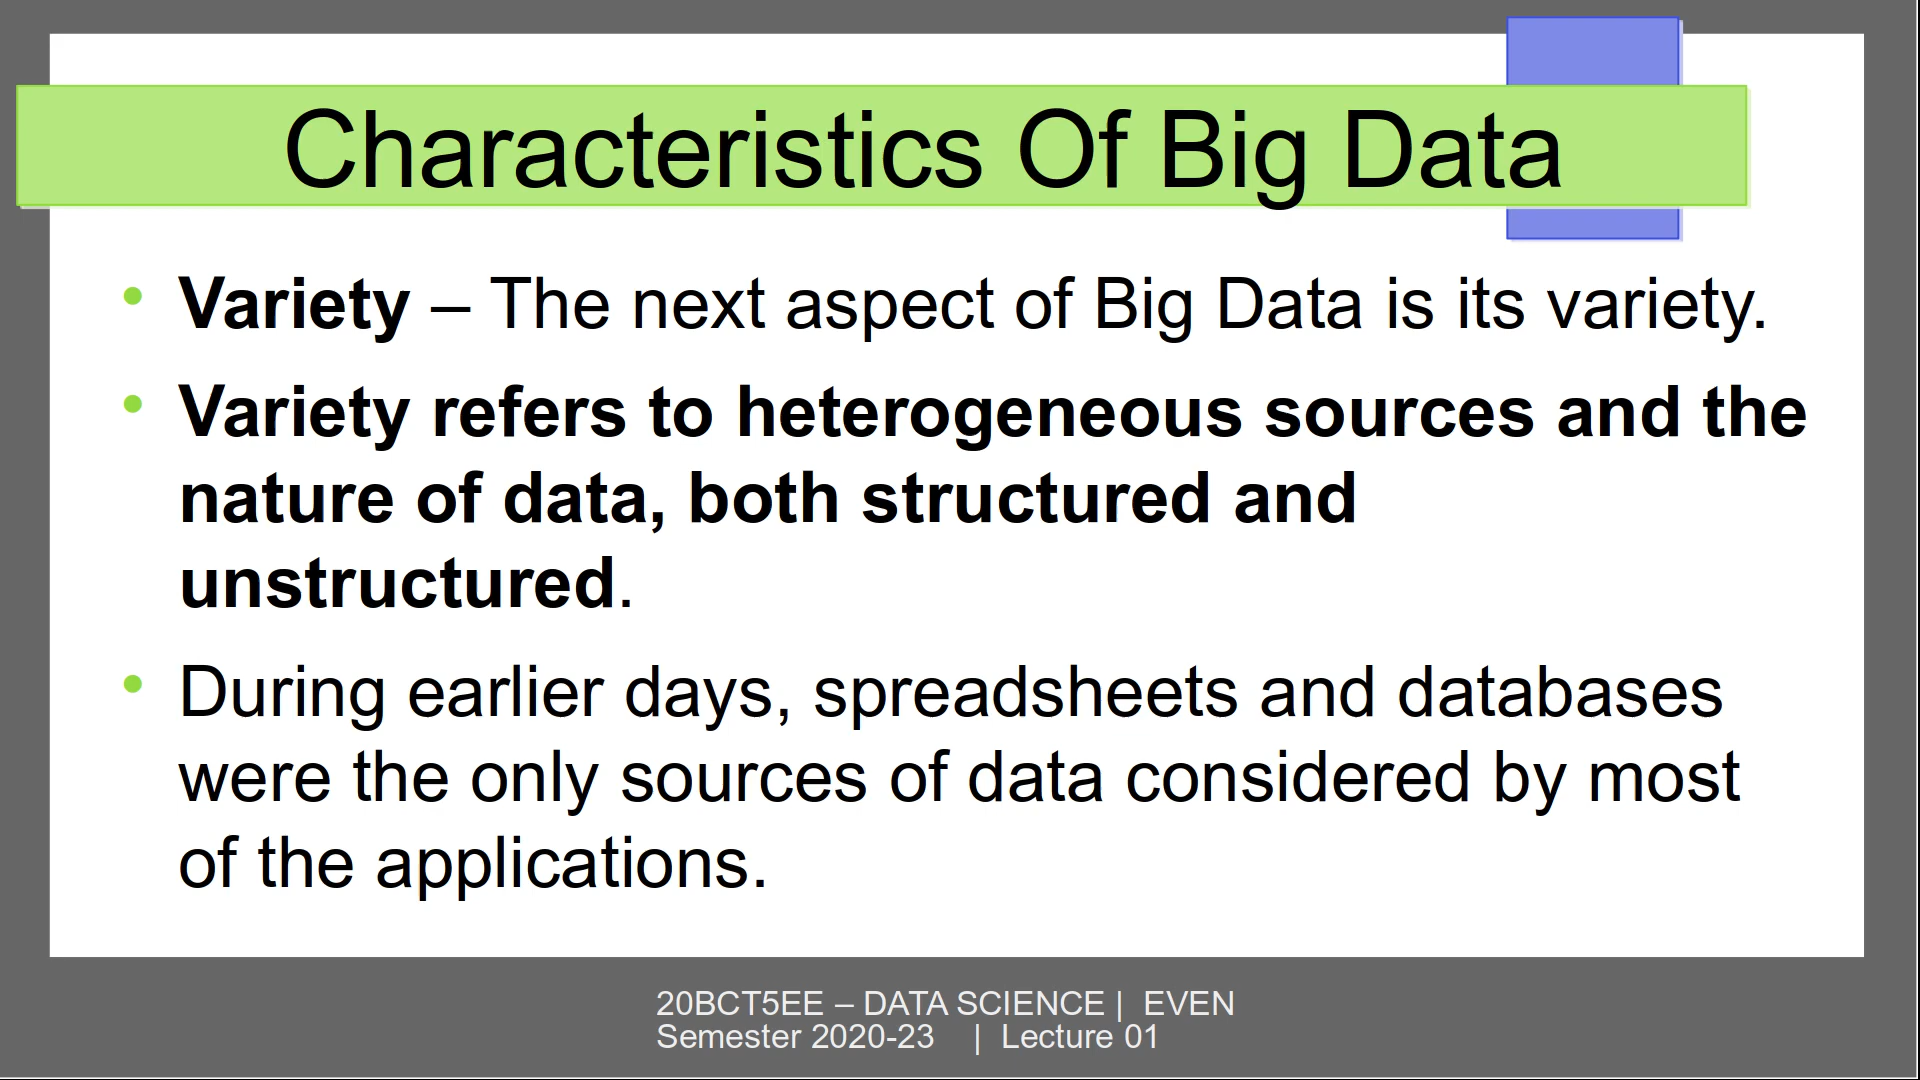 Characteristics Of Big Data
• Variety – The next aspect of Big Data is its variety.
• Variety refers to heterogeneous sources and the
nature of data, both structured and
unstructured.
• During earlier days, spreadsheets and databases
were the only sources of data considered by most
of the applications.
20BCT5EE – DATA SCIENCE | EVEN
Semester 2020-23 | Lecture 01